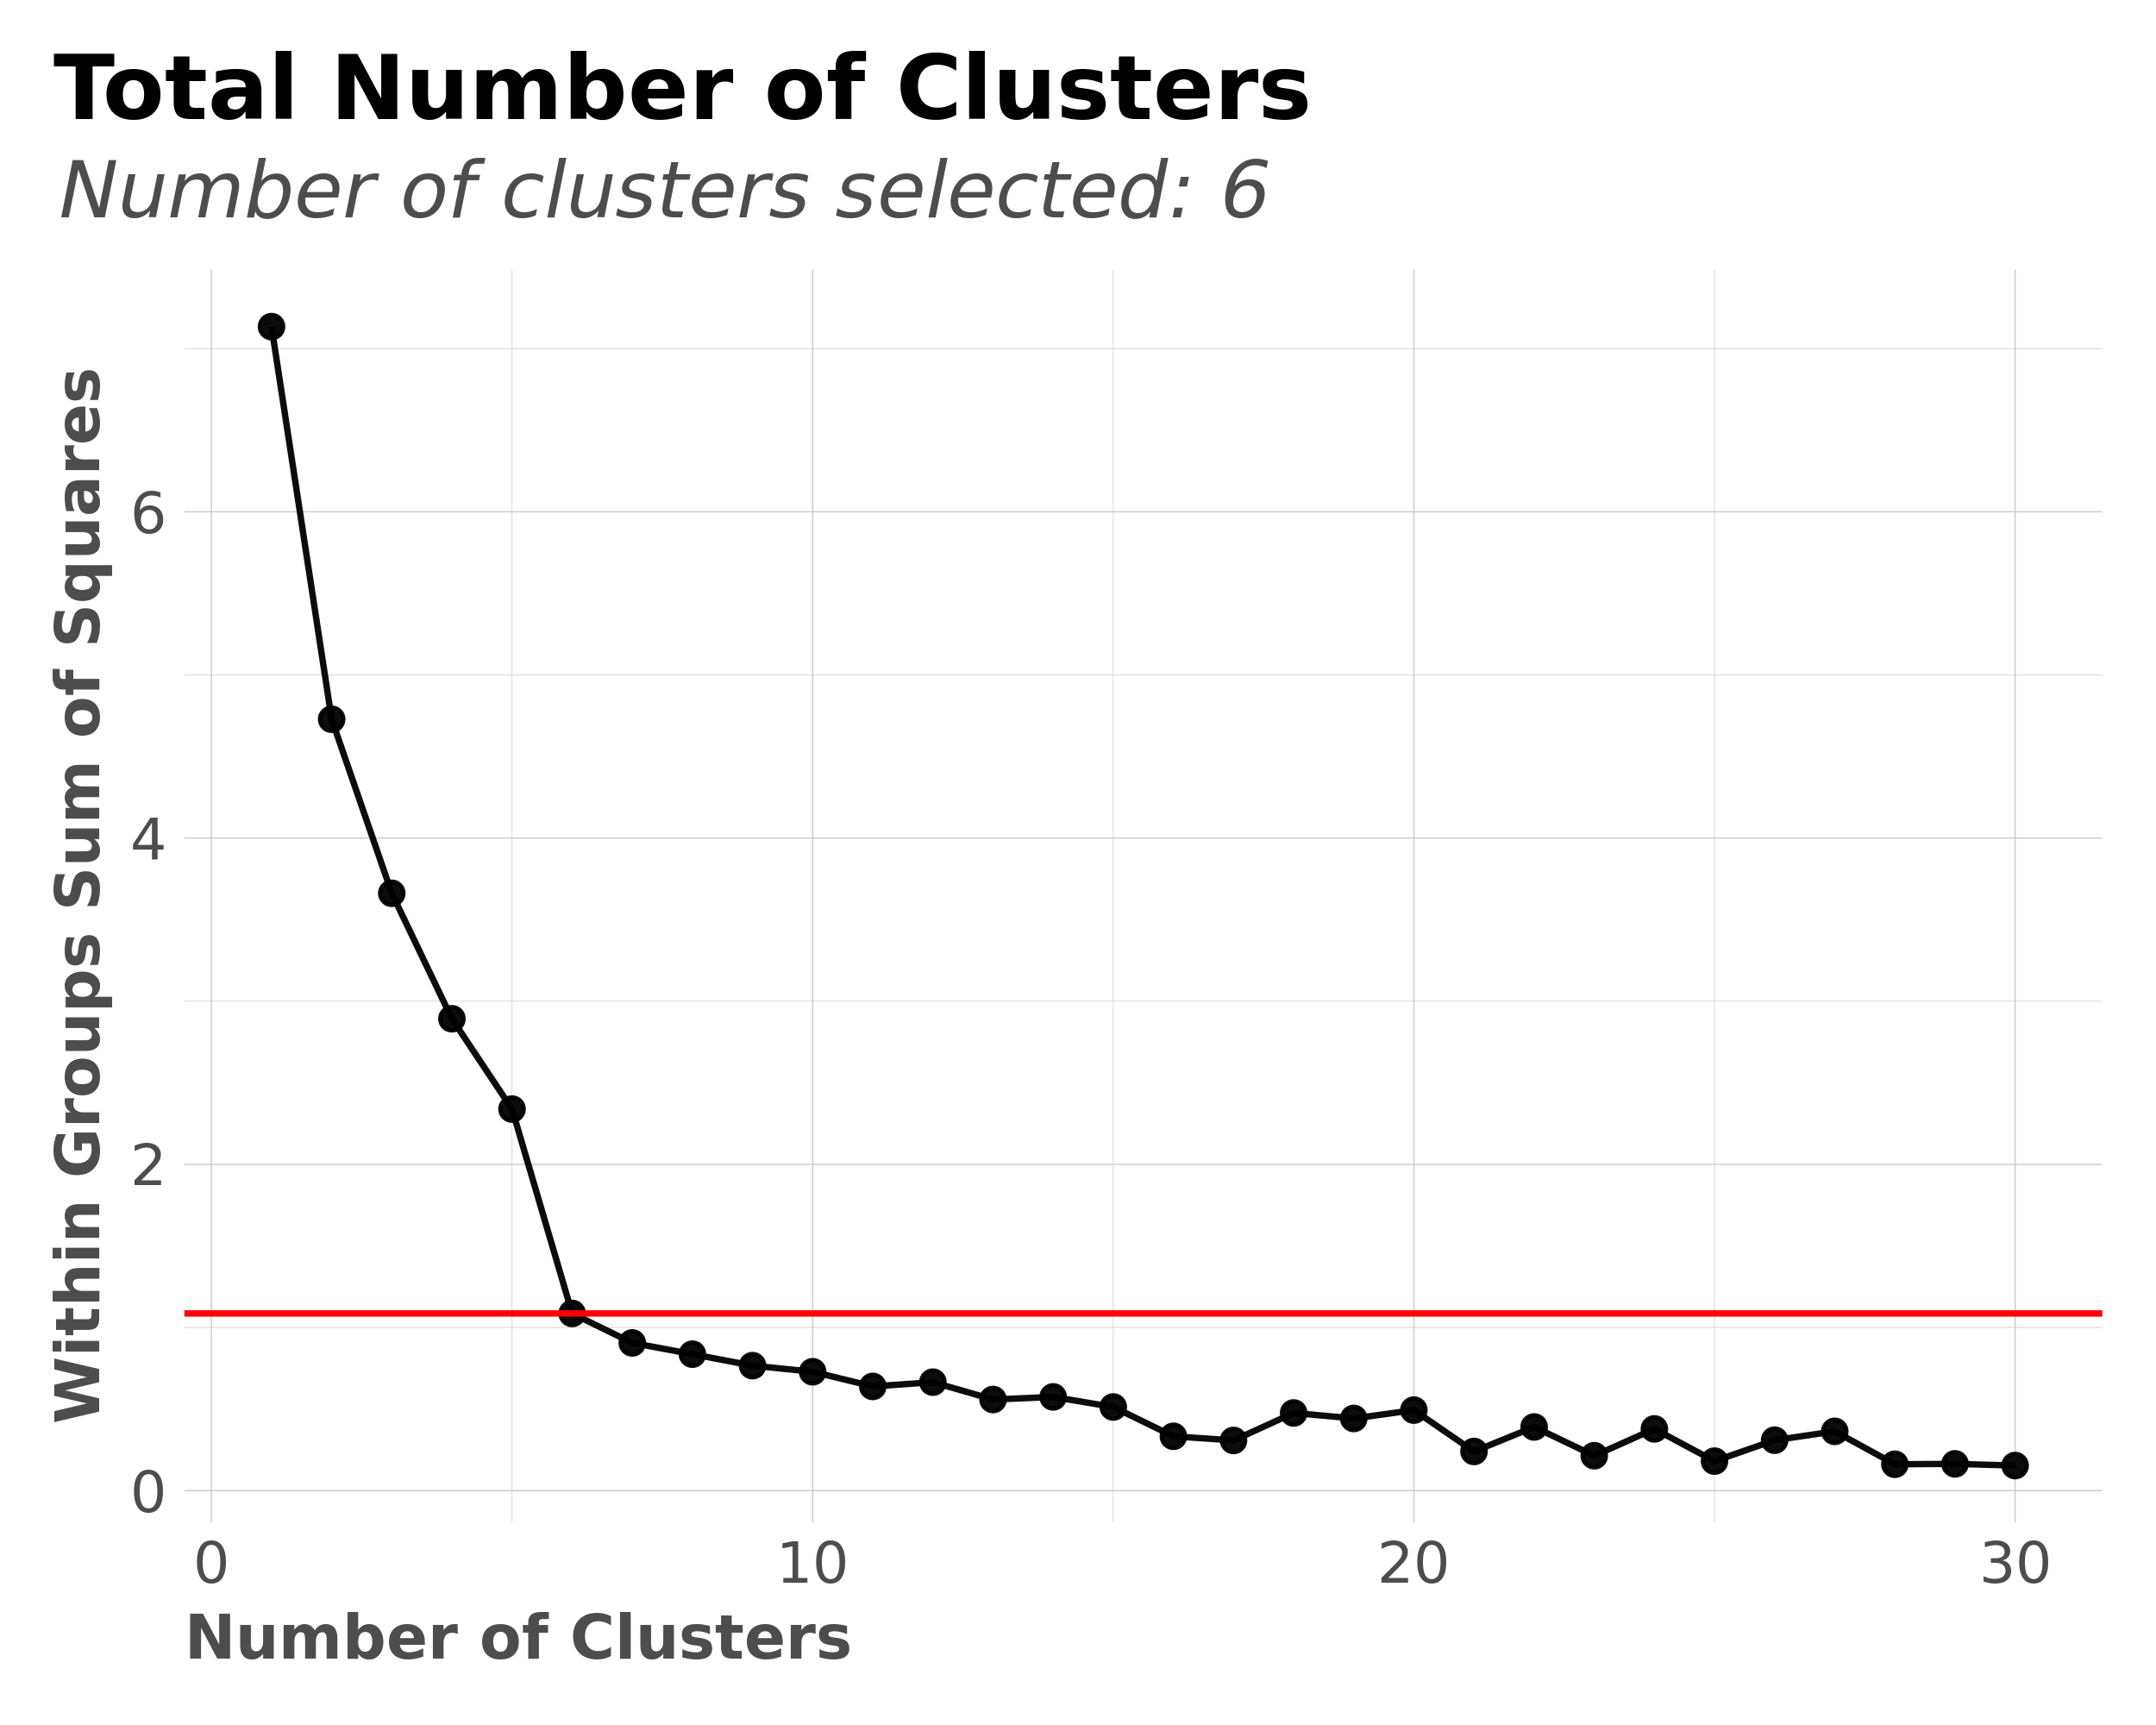 Total Number of Clusters
Number of clusters selected: 6
Within Groups Sum of Squares
6
4
2
0
0 10 20 30
Number of Clusters